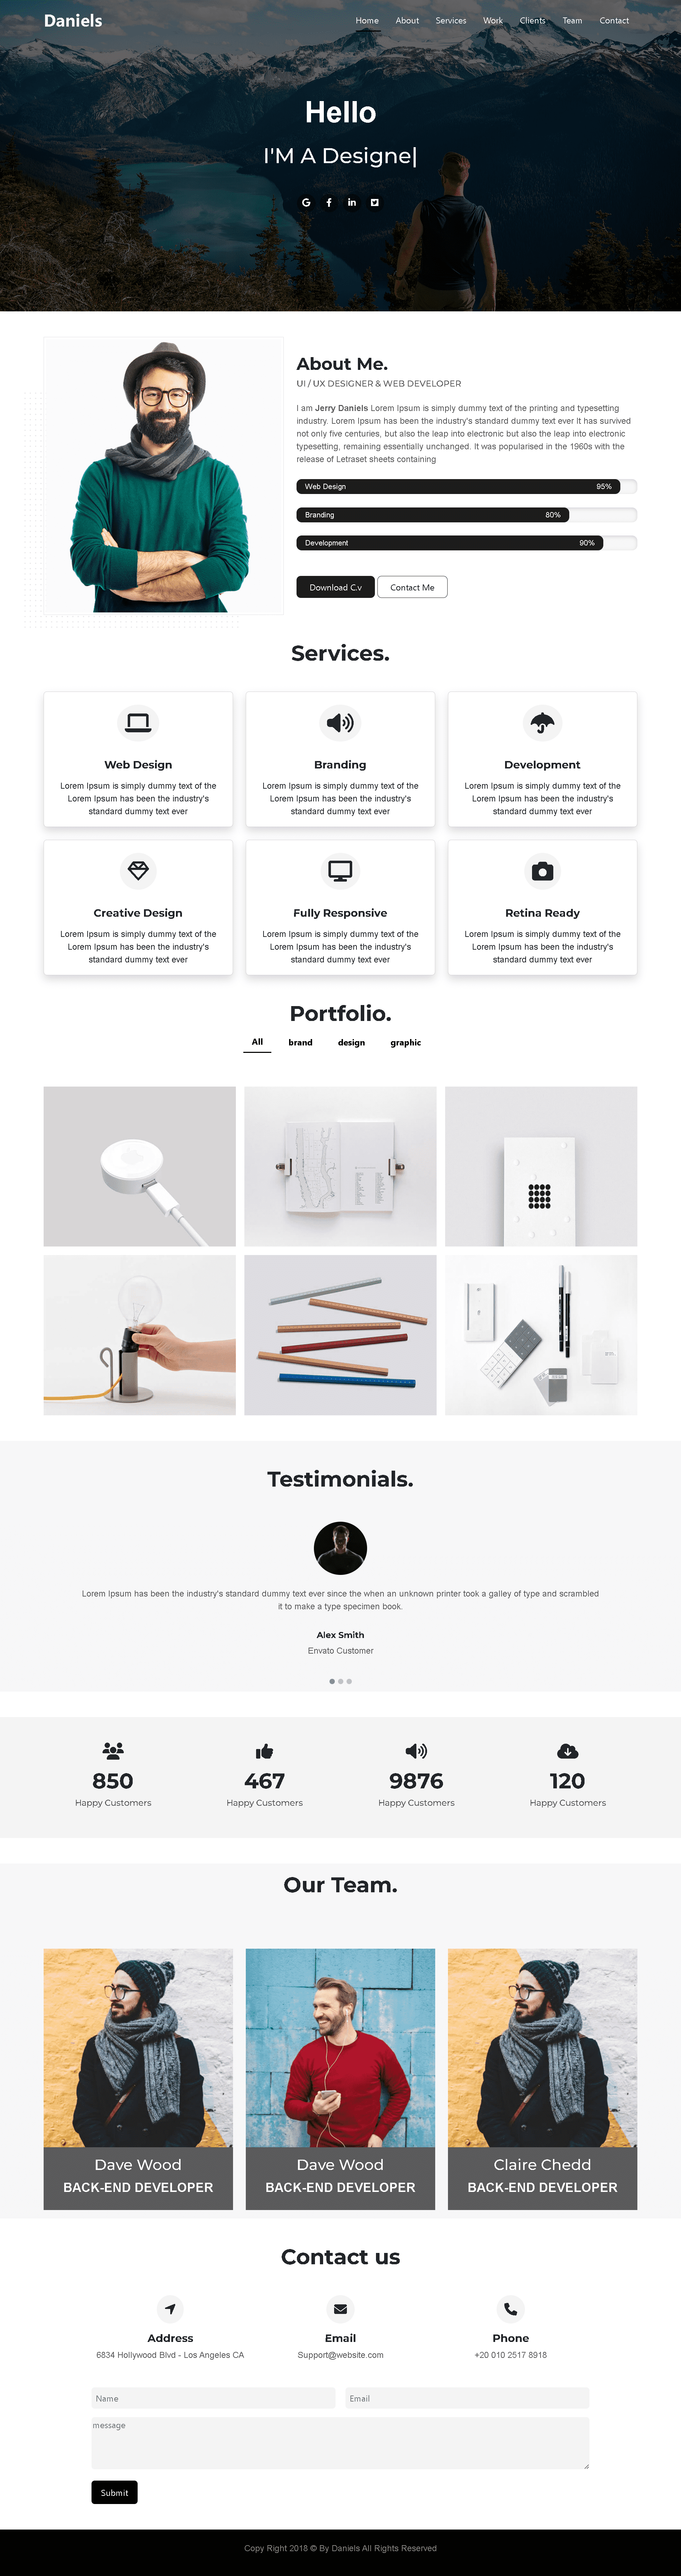 Daniels
Home About Services Work Clients Team Contact
Hello
I'M A Designe|
About Me.
UI / UX DESIGNER & WEB DEVELOPER
I am Jerry Daniels Lorem Ipsum is simply dummy text of the printing and typesetting
industry. Lorem Ipsum has been the industry's standard dummy text ever It has survived
not only five centuries, but also the leap into electronic but also the leap into electronic
typesetting, remaining essentially unchanged. It was popularised in the 1960s with the
release of Letraset sheets containing
Web Design 95%
Branding 80%
Development 90%
Download C.v Contact Me
Services.
Web Design
Lorem Ipsum is simply dummy text of the
Lorem Ipsum has been the industry's
standard dummy text ever
Branding
Lorem Ipsum is simply dummy text of the
Lorem Ipsum has been the industry's
standard dummy text ever
Development
Lorem Ipsum is simply dummy text of the
Lorem Ipsum has been the industry's
standard dummy text ever
Creative Design
Lorem Ipsum is simply dummy text of the
Lorem Ipsum has been the industry's
standard dummy text ever
Fully Responsive
Lorem Ipsum is simply dummy text of the
Lorem Ipsum has been the industry's
standard dummy text ever
Retina Ready
Lorem Ipsum is simply dummy text of the
Lorem Ipsum has been the industry's
standard dummy text ever
Portfolio.
All brand design graphic
Testimonials.
Lorem Ipsum has been the industry's standard dummy text ever since the when an unknown printer took a galley of type and scrambled
it to make a type specimen book.
Alex Smith
Envato Customer
850
Happy Customers
467
Happy Customers
9876
Happy Customers
120
Happy Customers
Our Team.
Dave Wood
BACK-END DEVELOPER
Dave Wood
BACK-END DEVELOPER
Claire Chedd
BACK-END DEVELOPER
Contact us
Address
6834 Hollywood Blvd - Los Angeles CA
Email
Support@website.com
Phone
+20 010 2517 8918
Name
Email
message
Submit
Copy Right 2018 © By Daniels All Rights Reserved